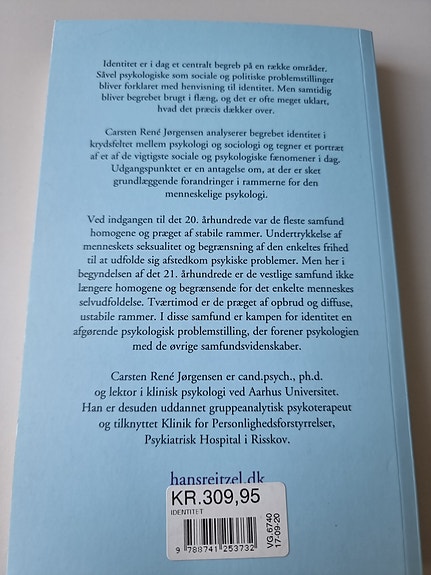 Identitet er i dag et centralt begreb på en række områder.
Såvel psykologiske som sociale og politiske problemstillinger
bliver forklaret med henvisning til identitet. Men samtidig
bliver begrebet brugt i flæng, og det er ofte meget uklart,
hvad det præcis dækker over.
Carsten René Jørgensen analyserer begrebet identitet i
krydsfeltet mellem psykologi og sociologi og tegner et portræt
af et af de vigtigste sociale og psykologiske fænomener i dag.
Udgangspunktet er en antagelse om, at der er sket
grundlæggende forandringer i rammerne for den
menneskelige psykologi.
Ved indgangen til det 20. århundrede var de fleste samfund
homogene og præget af stabile rammer. Undertrykkelse af
menneskets seksualitet og begrænsning af den enkeltes frihed
til at udfolde sig afstedkom psykiske problemer. Men her i
begyndelsen af det 21. århundrede er de vestlige samfund ikke
længere homogene og begrænsende for det enkelte menneskes
selvudfoldelse. Tværtimod er de præget af opbrud og diffuse,
ustabile rammer. I disse samfund er kampen for identitet en
afgørende psykologisk problemstilling, der forener psykologien
med de øvrige samfundsvidenskaber.
Carsten René Jørgensen er cand.psych., ph.d.
og lektor i klinisk psykologi ved Aarhus Universitet.
Han er desuden uddannet gruppeanalytisk psykoterapeut
og tilknyttet Klinik for Personlighedsforstyrrelser,
Psykiatrisk Hospital i Risskov.
hansreitzel.dk
KR.309,95
IDENTITET
9 788741 253732
VG.6740
17-09-20